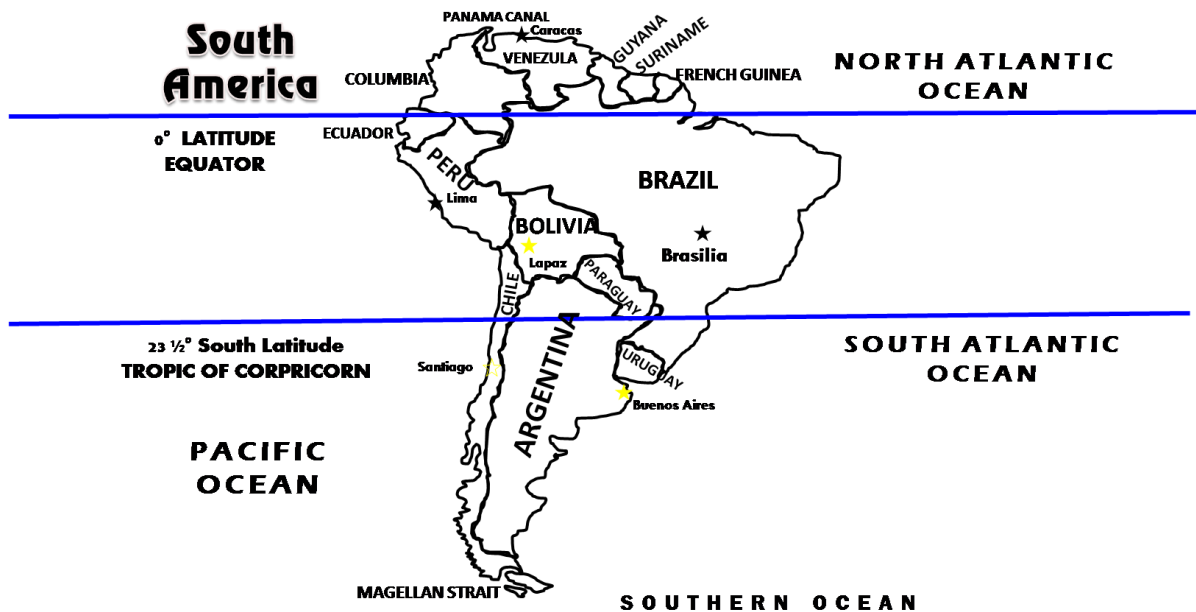 South
America
PANAMA CANAL
Caracas
VENEZULA
GUYANA
SURINAME
FRENCH GUINEA
COLUMBIA
NORTH ATLANTIC
OCEAN
0° LATITUDE
EQUATOR
ECUADOR
PERU
Lima
BRAZIL
BOLIVIA
Lapaz
Brasilia
PARAGUAY
CHILE
23 ½° South Latitude
TROPIC OF CORPRICORN
Santiago
ARGENTINA
URUGUAY
Buenos Aires
SOUTH ATLANTIC
OCEAN
PACIFIC
OCEAN
MAGELLAN STRAIT
SOUTHERN OCEAN